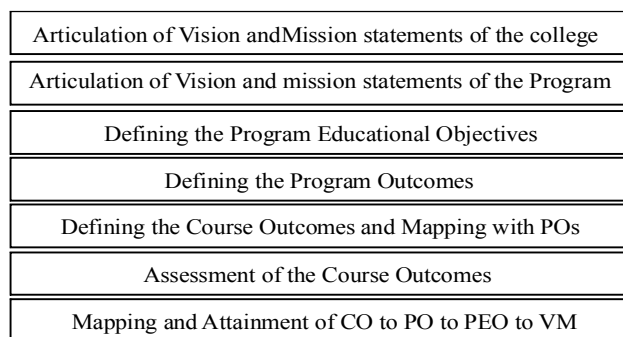 Articulation of Vision andMission statements of the college
Articulation of Vision and mission statements of the Program
Defining the Program Educational Objectives
Defining the Program Outcomes
Defining the Course Outcomes and Mapping with POs
Assessment of the Course Outcomes
Mapping and Attainment of CO to PO to PEO to VM